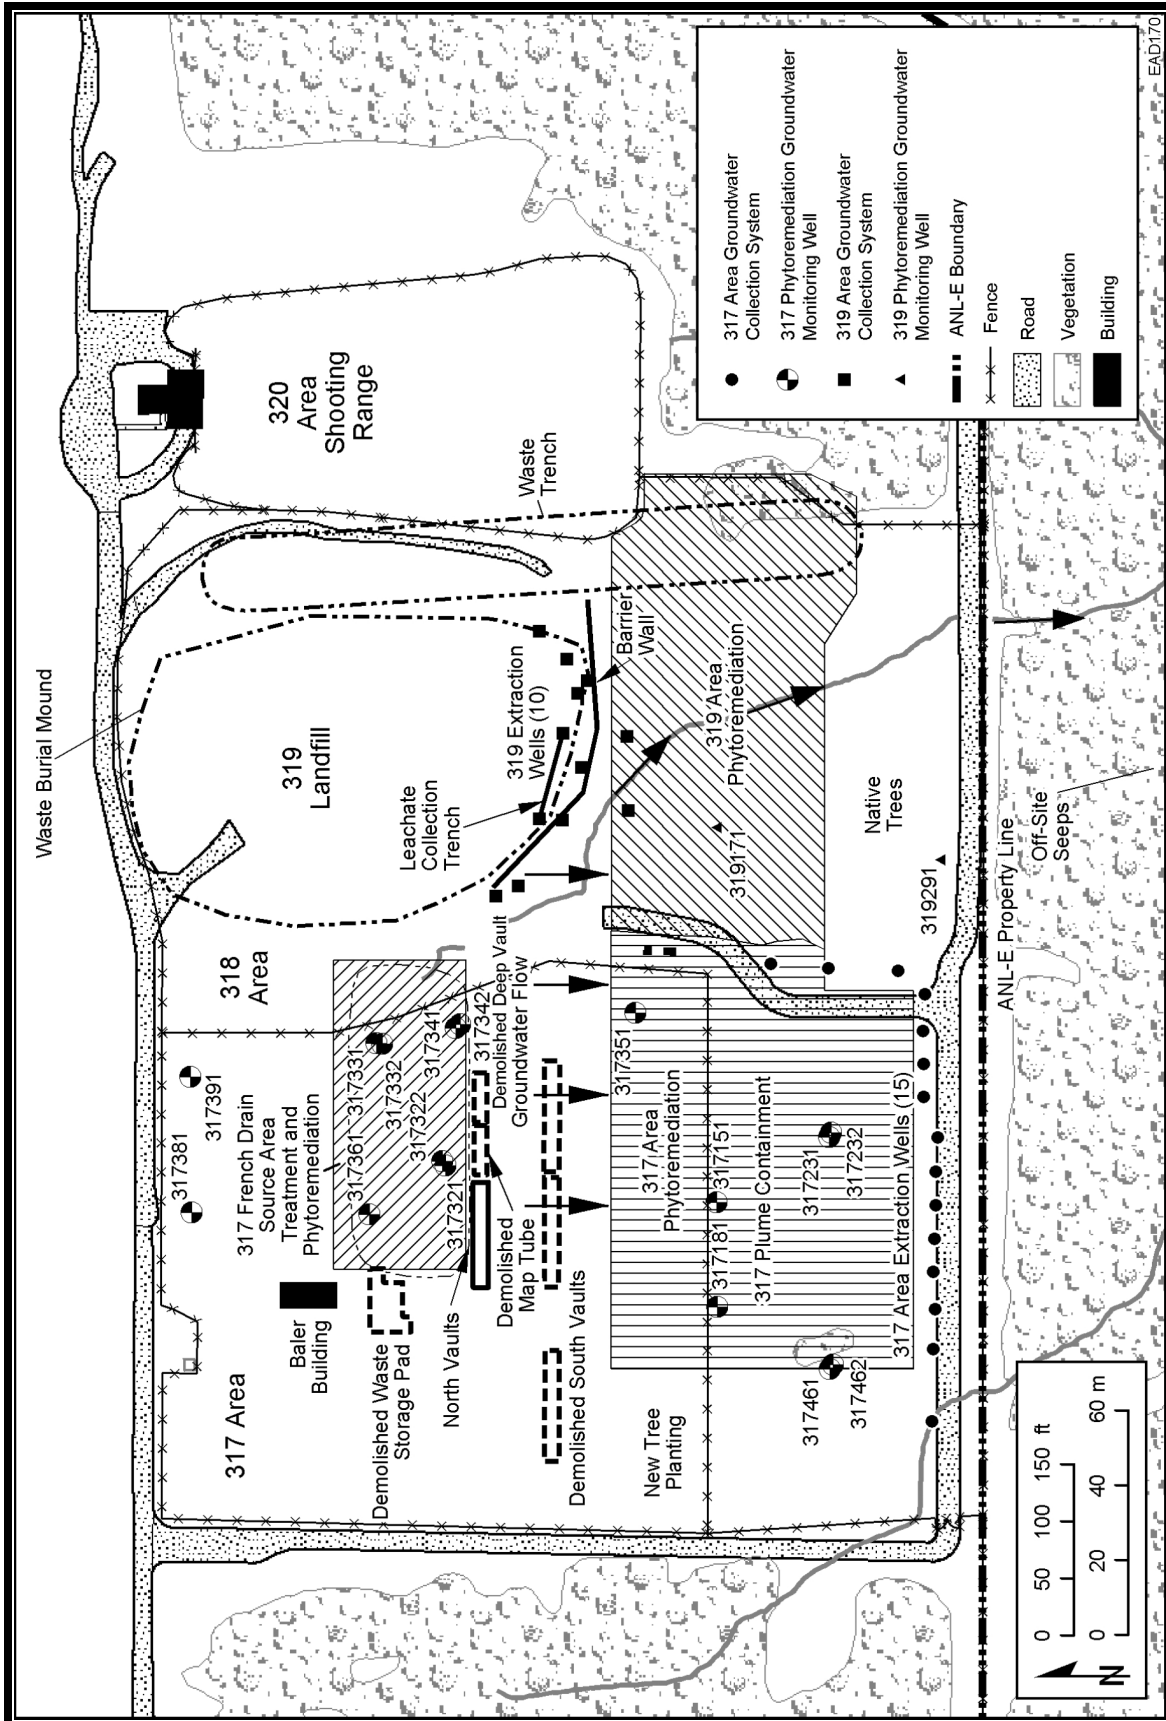 Waste Burial Mound
319
Landfill
318
Area
320
Area
Shooting
Range
Waste
Trench
Leachate
Collection
Trench
319 Extraction
Wells (10)
Barrier
Wall
317 Area
Baler
Building
317 French Drain
Source Area
Treatment and
Phytoremediation
317381
317391
317361
317331
317332
317322
317341
317321
317342
Demolished Waste
Storage Pad
North Vaults
Demolished
Map Tube
Demolished Deep Vault
Groundwater Flow
Demolished South Vaults
New Tree
Planting
317 Area
Phytoremediation
317351
317181
317151
317 Plume Containment
317231
317232
317461
317462
317 Area Extraction Wells (15)
319 Area
Phytoremediation
319171
Native
Trees
319291
ANL-E Property Line
Off-Site
Seeps
317 Area Groundwater
Collection System
317 Phytoremediation Groundwater
Monitoring Well
319 Area Groundwater
Collection System
319 Phytoremediation Groundwater
Monitoring Well
ANL-E Boundary
Fence
Road
Vegetation
Building
N
0 50 100 150 ft
0 20 40 60 m
EAD170